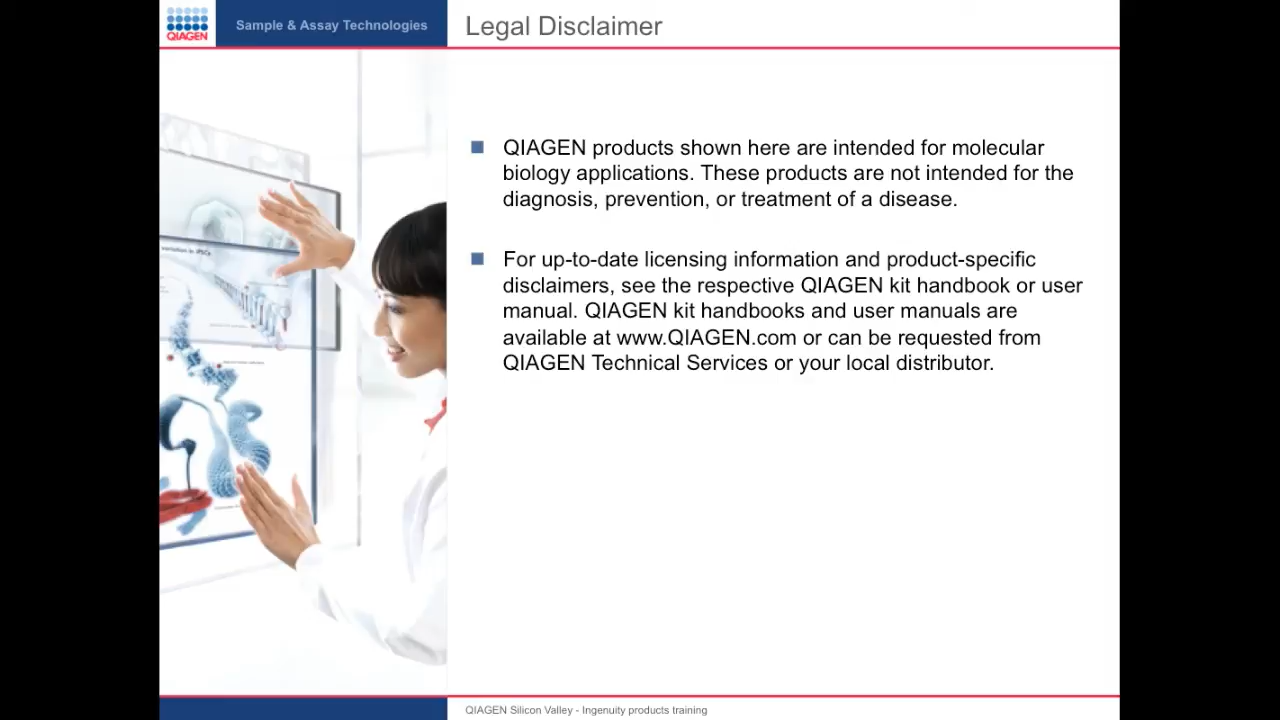 QIAGEN
Sample & Assay Technologies
Legal Disclaimer
QIAGEN products shown here are intended for molecular
biology applications. These products are not intended for the
diagnosis, prevention, or treatment of a disease.
For up-to-date licensing information and product-specific
disclaimers, see the respective QIAGEN kit handbook or user
manual. QIAGEN kit handbooks and user manuals are
available at www.QIAGEN.com or can be requested from
QIAGEN Technical Services or your local distributor.
variation in iPSCs
QIAGEN Silicon Valley - Ingenuity products training